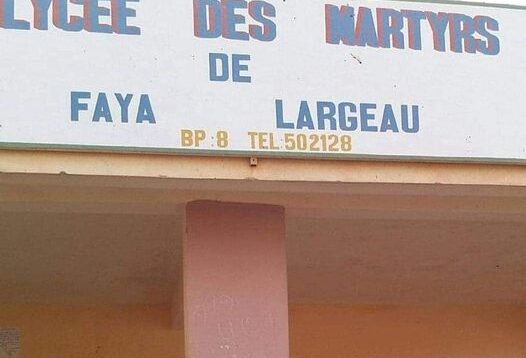 LYCEE DES MARTYRS
DE
FAYA LARGEAU
BP:8 TEL:502128